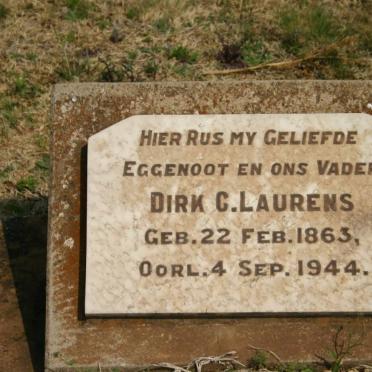 HIER RUS MY GELIEFDE
EGGENOOT EN ONS VADER
DIRK C. LAURENS
GEB. 22 FEB. 1863,
OORL. 4 SEP. 1944.